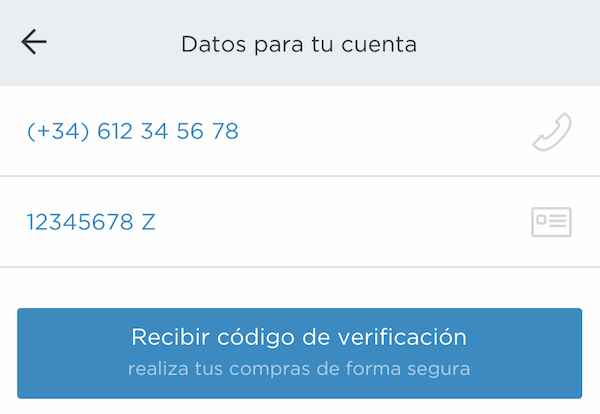 Datos para tu cuenta
(+34) 612 34 56 78
12345678 Z
Recibir código de verificación
realiza tus compras de forma segura